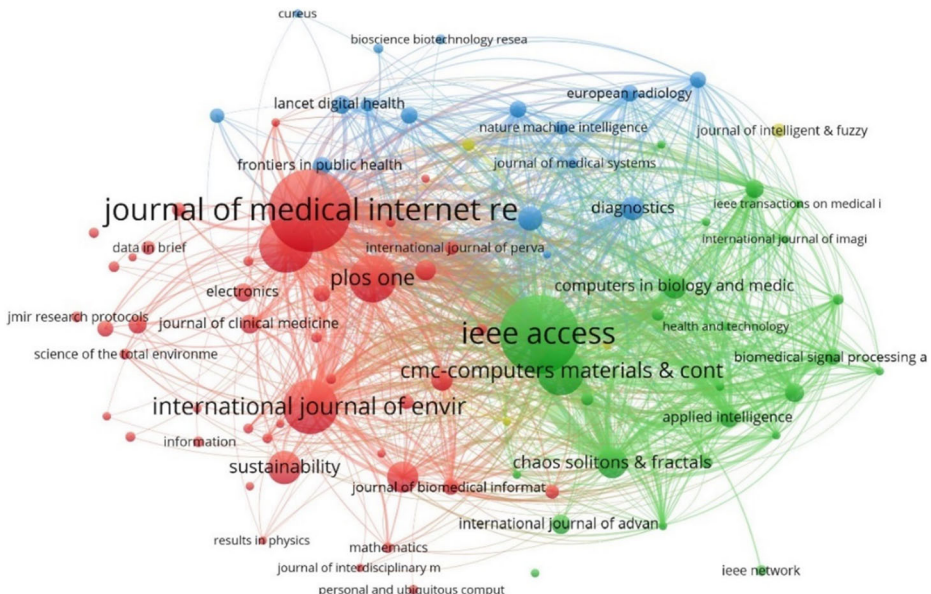 cureus
bioscience biotechnology resea
european radiology
lancet digital health
nature machine intelligence
journal of intelligent & fuzzy
frontiers in public health
journal of medical systems
journal of medical internet re
diagnostics
ieee transactions on medical i
international journal of imagi
data in brief
international journal of perva
plos one
computers in biology and medic
electronics
jmir research protocols
journal of clinical medicine
health and technology
ieee access
science of the total environme
biomedical signal processing a
cmc-computers materials & cont
international journal of envir
applied intelligence
information
sustainability
chaos solitons & fractals
journal of biomedical informat
international journal of advan
results in physics
mathematics
journal of interdisciplinary m
ieee network
personal and ubiquitous comput